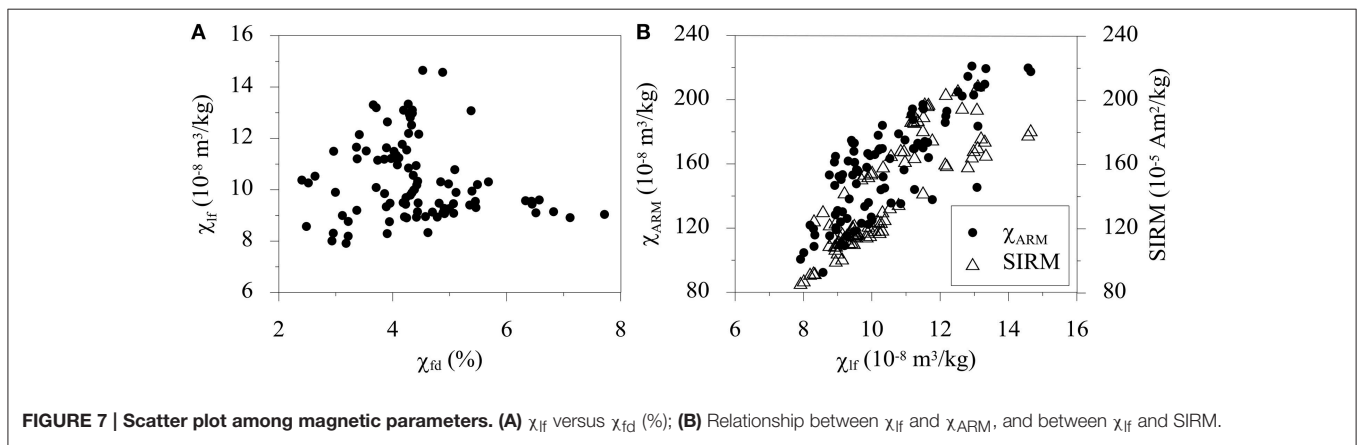 A
16
14
12
10
8
6
χlf (10-8 m3/kg)
2 4 6 8
χfd (%)
B
240
200
160
120
80
χARM (10-8 m3/kg)
240
200
160
120
80
SIRM (10-5 Am2/kg)
χARM
SIRM
6 8 10 12 14 16
χlf (10-8 m3/kg)
FIGURE 7 | Scatter plot among magnetic parameters. (A) χlf versus χfd (%); (B) Relationship between χlf and χARM, and between χlf and SIRM.